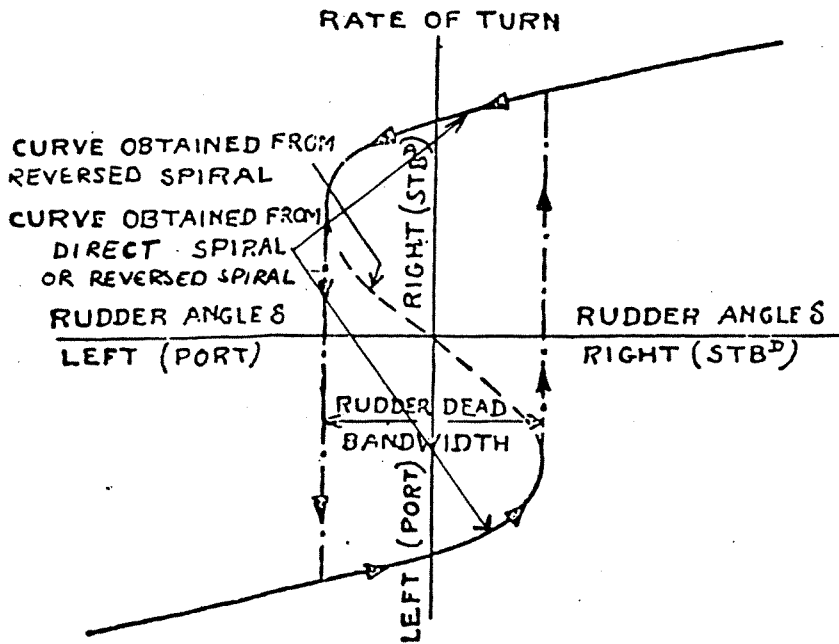 RATE OF TURN
CURVE OBTAINED FROM
REVERSED SPIRAL
CURVE OBTAINED FROM
DIRECT SPIRAL
OR REVERSED SPIRAL
RIGHT (STBᴰ)
RUDDER ANGLE δ
LEFT (PORT)
RUDDER ANGLE δ
RIGHT (STBᴰ)
RUDDER DEAD
BANDWIDTH
LEFT (PORT)